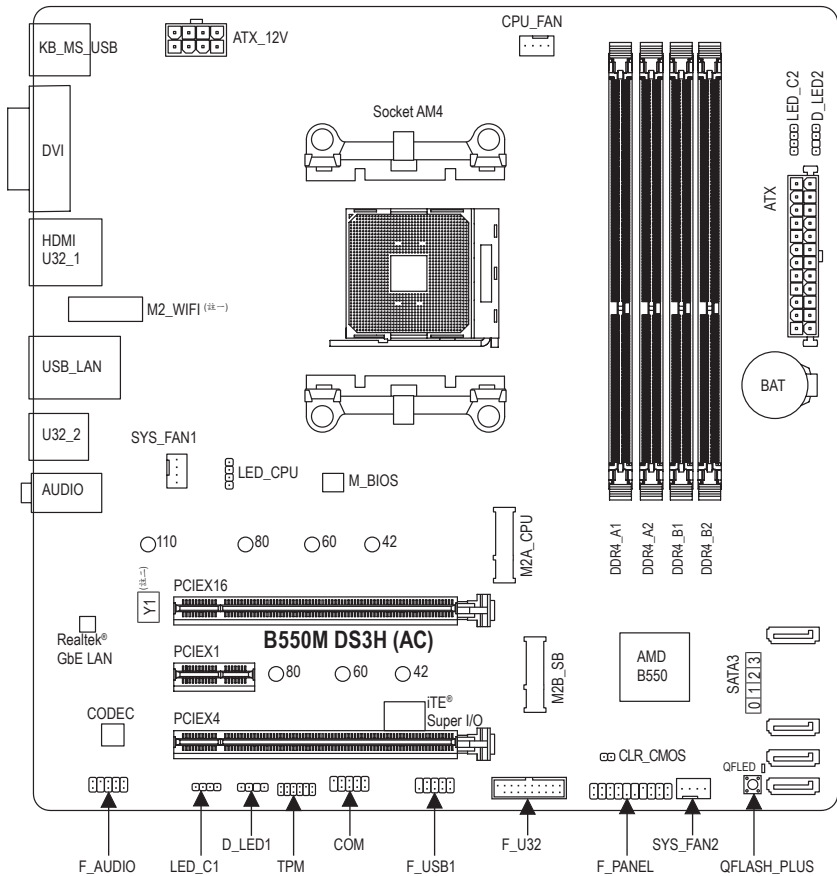 KB_MS_USB
ATX_12V
CPU_FAN
LED_C2
D_LED2
Socket AM4
DVI
ATX
HDMI
U32_1
M2_WIFI (註一)
USB_LAN
BAT
U32_2
SYS_FAN1
LED_CPU
M_BIOS
AUDIO
110
80
60
42
M2A_CPU
DDR4_A1
DDR4_A2
DDR4_B1
DDR4_B2
Y1 (註二)
PCIEX16
Realtek®
GbE LAN
B550M DS3H (AC)
PCIEX1
80
60
42
M2B_SB
AMD
B550
SATA3
0 1 2 3
CODEC
PCIEX4
iTE®
Super I/O
CLR_CMOS
QFLED
F_AUDIO
LED_C1
D_LED1
TPM
COM
F_USB1
F_U32
F_PANEL
SYS_FAN2
QFLASH_PLUS